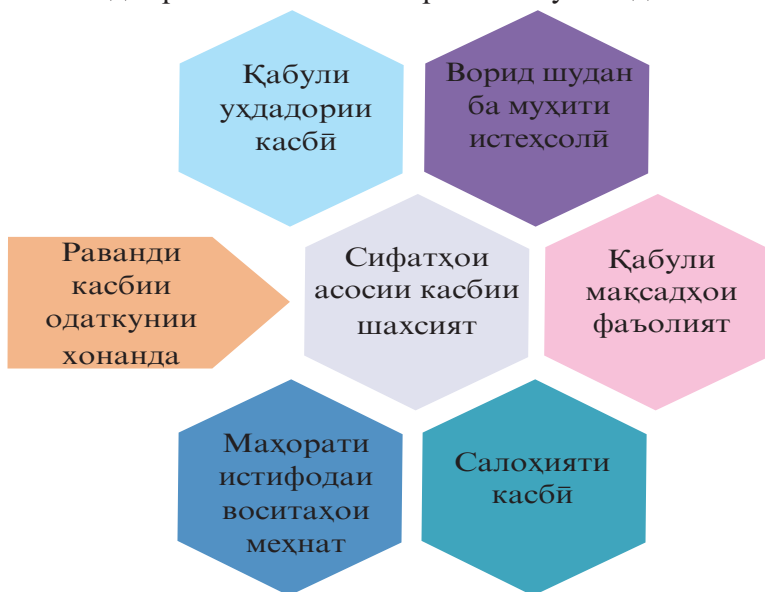 Қабули
уҳдадории
касбӣ
Ворид шудан
ба муҳити
истеҳсолӣ
Раванди
касбии
одаткунии
хонанда
Сифатҳои
асосии касбии
шахсият
Қабули
мақсадҳои
фаъолият
Маҳорати
истифодаи
воситаҳои
меҳнат
Салоҳияти
касбӣ